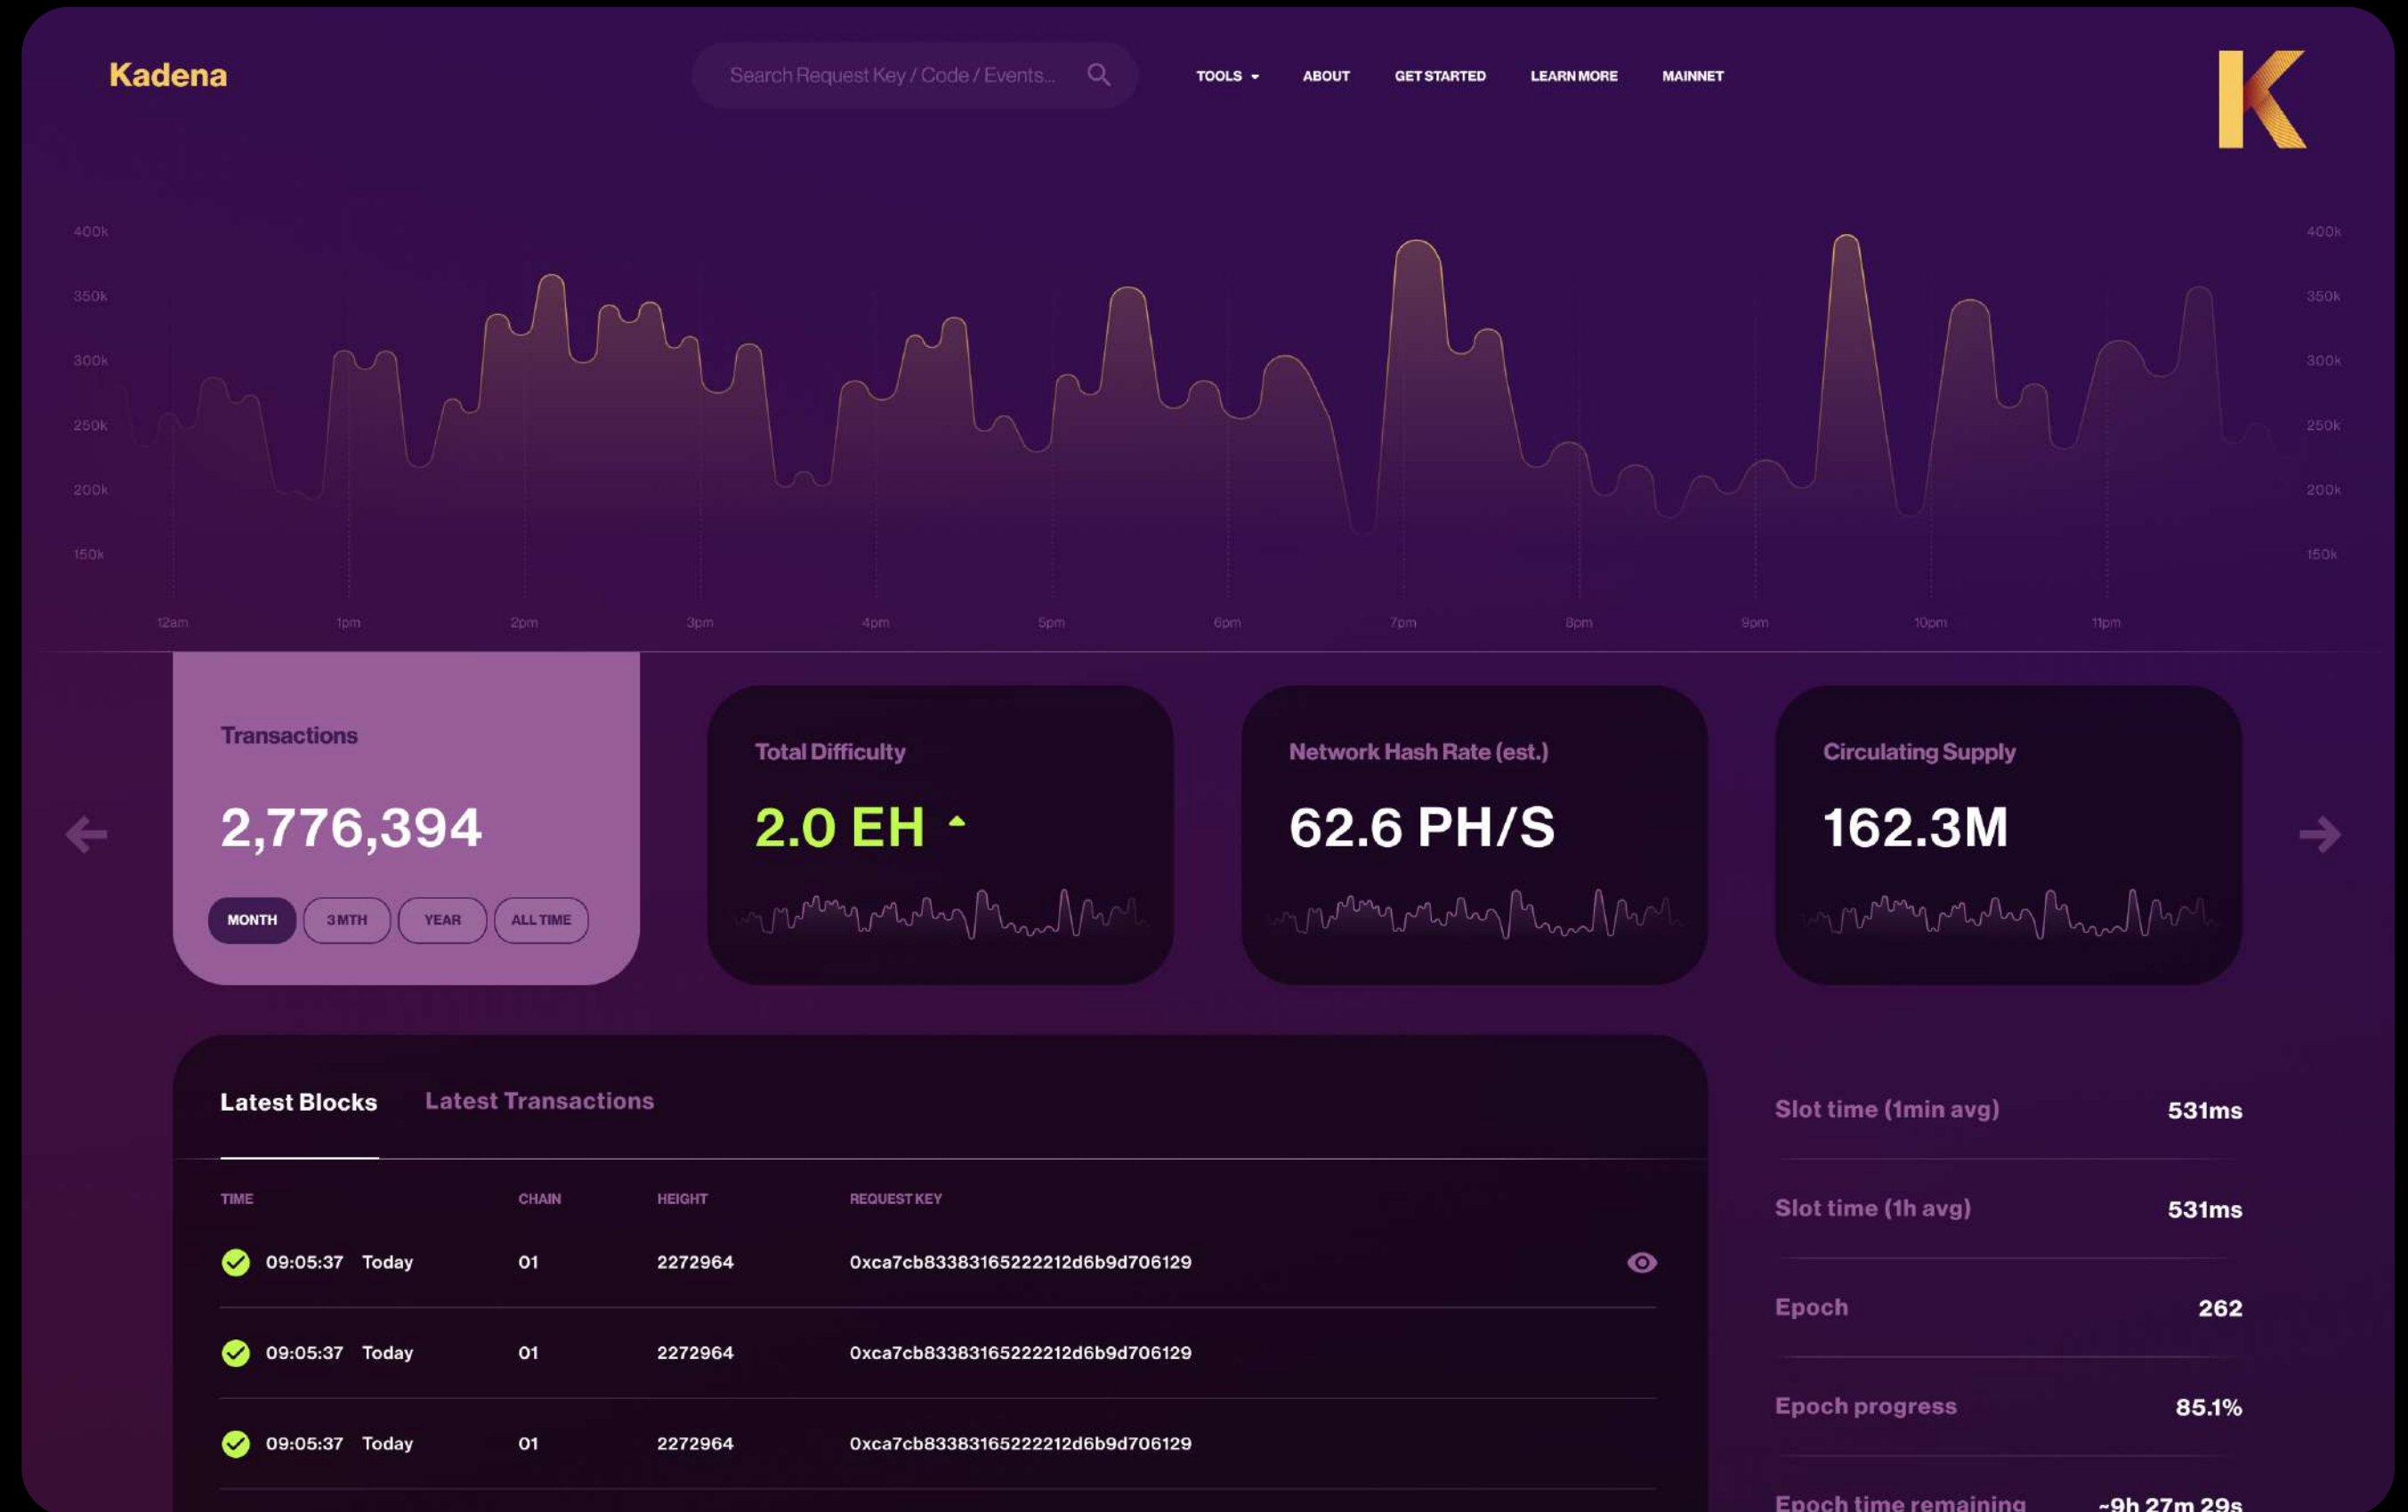 Kadena
Search Request Key / Code / Events...
TOOLS
ABOUT
GET STARTED
LEARN MORE
MAINNET
K
400k
350k
300k
250k
200k
150k
400k
350k
300k
250k
200k
150k
12am
1pm
2pm
3pm
4pm
5pm
6pm
7pm
8pm
9pm
10pm
11pm
Transactions
2,776,394
MONTH
3 MTH
YEAR
ALL TIME
Total Difficulty
2.0 EH
Network Hash Rate (est.)
62.6 PH/S
Circulating Supply
162.3M
Latest Blocks
Latest Transactions
TIME CHAIN HEIGHT REQUEST KEY
09:05:37 Today 01 2272964 0xca7cb83383165222212d6b9d706129
09:05:37 Today 01 2272964 0xca7cb83383165222212d6b9d706129
09:05:37 Today 01 2272964 0xca7cb83383165222212d6b9d706129
Slot time (1min avg) 531ms
Slot time (1h avg) 531ms
Epoch 262
Epoch progress 85.1%
Epoch time remaining ~9h 27m 29s